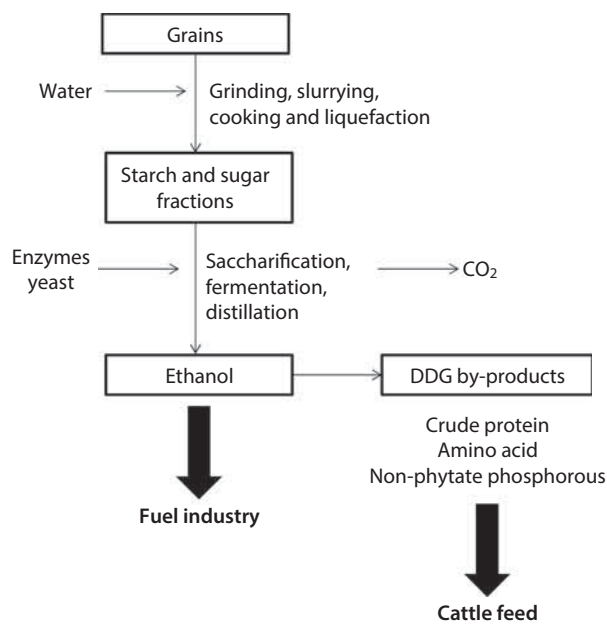 Grains
Water
Grinding, slurrying,
cooking and liquefaction
Starch and sugar
fractions
Enzymes
yeast
Saccharification,
fermentation,
distillation
CO₂
Ethanol
DDG by-products
Crude protein
Amino acid
Non-phytate phosphorous
Fuel industry
Cattle feed